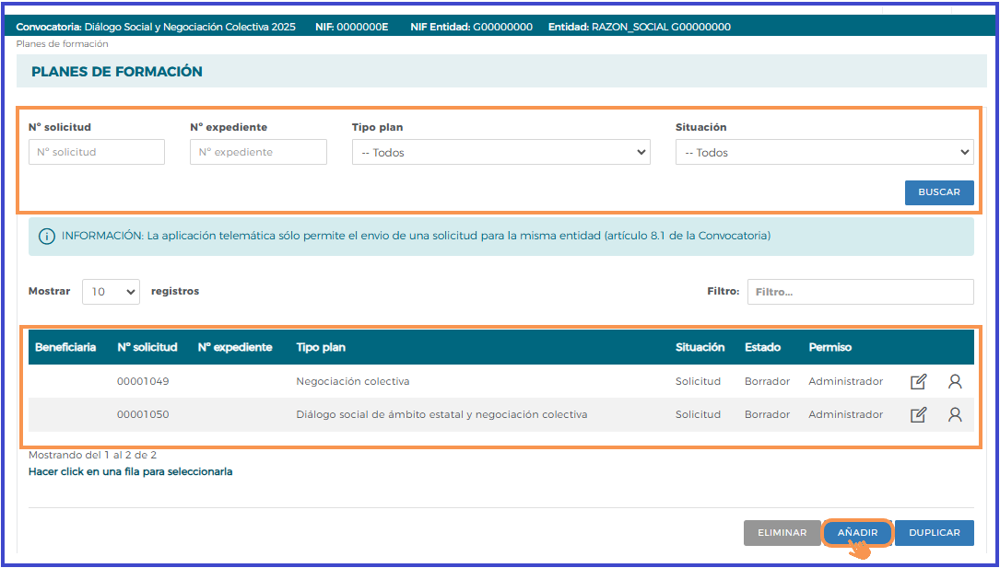 Convocatoria: Diálogo Social y Negociación Colectiva 2025 NIF: 0000000E NIF Entidad: G00000000 Entidad: RAZON_SOCIAL G00000000
Planes de formación
PLANES DE FORMACIÓN
Nº solicitud Nº expediente Tipo plan Situación
Nº solicitud Nº expediente -- Todos -- Todos
BUSCAR
INFORMACIÓN: La aplicación telemática sólo permite el envio de una solicitud para la misma entidad (artículo 8.1 de la Convocatoria)
Mostrar 10 registros Filtro: Filtro...
Beneficiaria Nº solicitud Nº expediente Tipo plan Situación Estado Permiso
00001049 Negociación colectiva Solicitud Borrador Administrador
00001050 Diálogo social de ámbito estatal y negociación colectiva Solicitud Borrador Administrador
Mostrando del 1 al 2 de 2
Hacer click en una fila para seleccionarla
ELIMINAR AÑADIR DUPLICAR